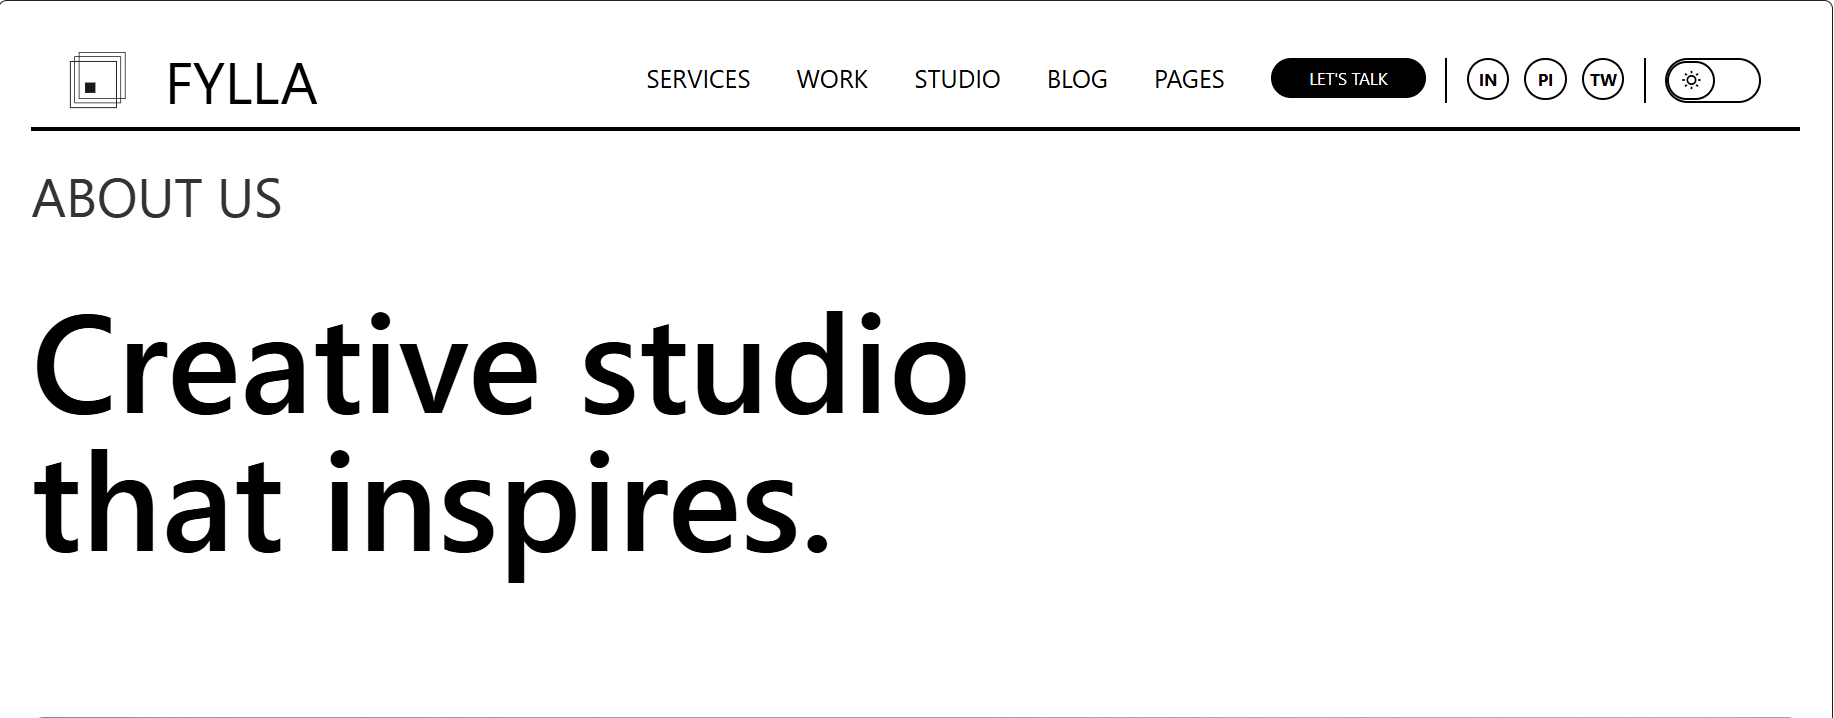 FYLLA SERVICES WORK STUDIO BLOG PAGES LET'S TALK IN PI TW
ABOUT US
Creative studio
that inspires.